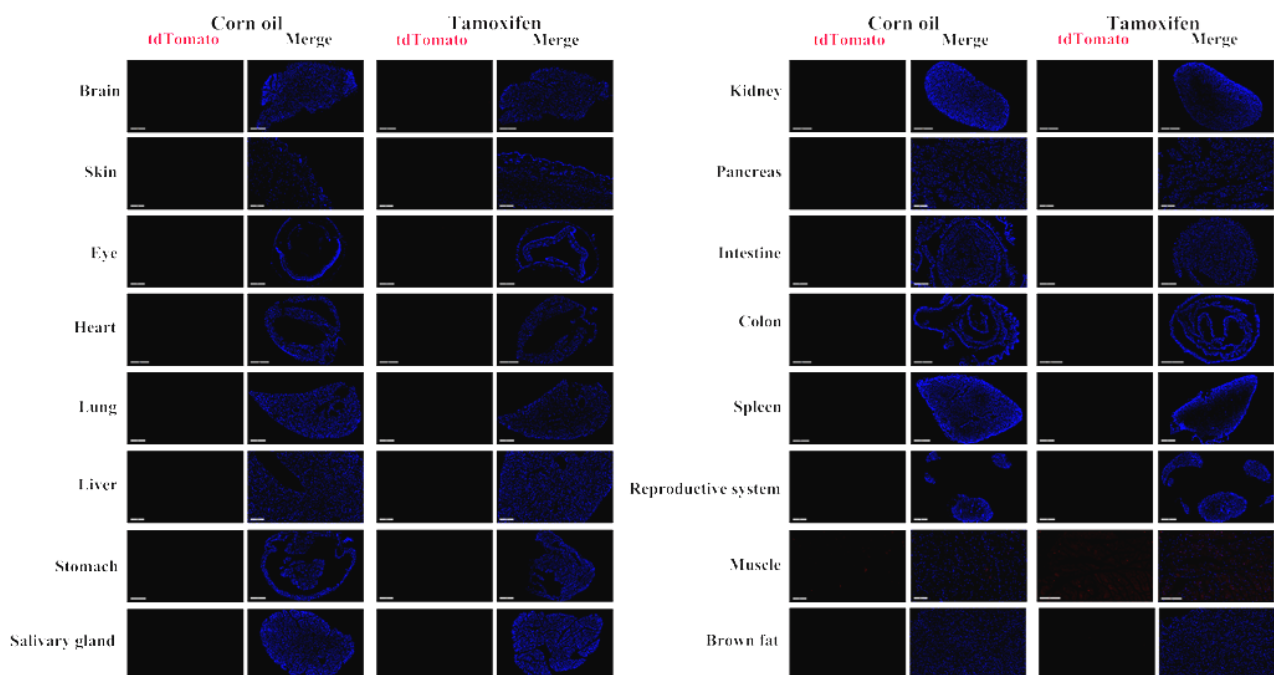 Corn oil Tamoxifen
tdTomato Merge tdTomato Merge
Brain
Skin
Eye
Heart
Lung
Liver
Stomach
Salivary gland
Corn oil Tamoxifen
tdTomato Merge tdTomato Merge
Kidney
Pancreas
Intestine
Colon
Spleen
Reproductive system
Muscle
Brown fat